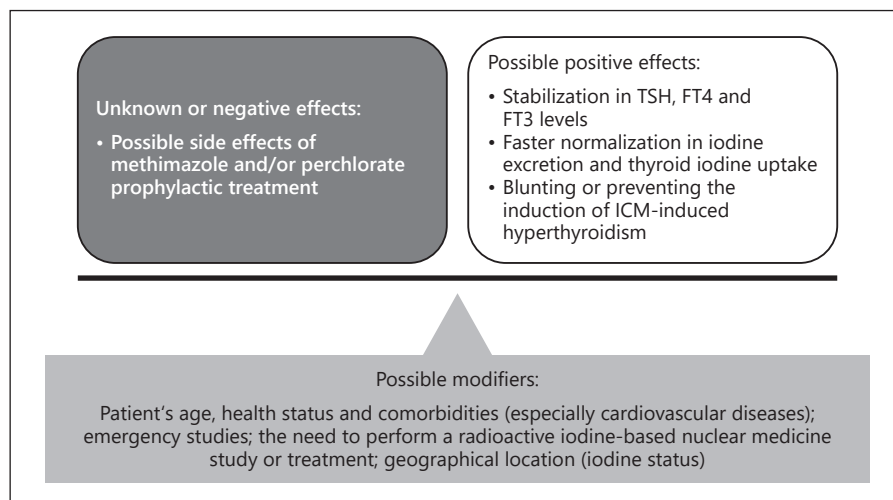 Unknown or negative effects:
• Possible side effects of
methimazole and/or perchlorate
prophylactic treatment
Possible positive effects:
• Stabilization in TSH, FT4 and
FT3 levels
• Faster normalization in iodine
excretion and thyroid iodine uptake
• Blunting or preventing the
induction of ICM-induced
hyperthyroidism
Possible modifiers:
Patient‘s age, health status and comorbidities (especially cardiovascular diseases);
emergency studies; the need to perform a radioactive iodine-based nuclear medicine
study or treatment; geographical location (iodine status)